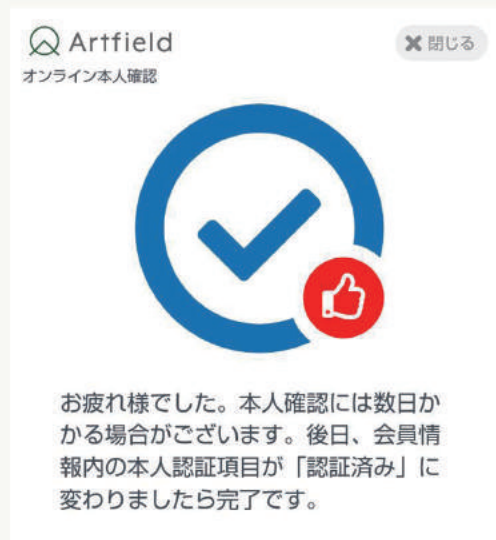 Artfield
✖ 閉じる
オンライン本人確認
お疲れ様でした。本人確認には数日か
かる場合がございます。後日、会員情
報内の本人認証項目が「認証済み」に
変わりましたら完了です。